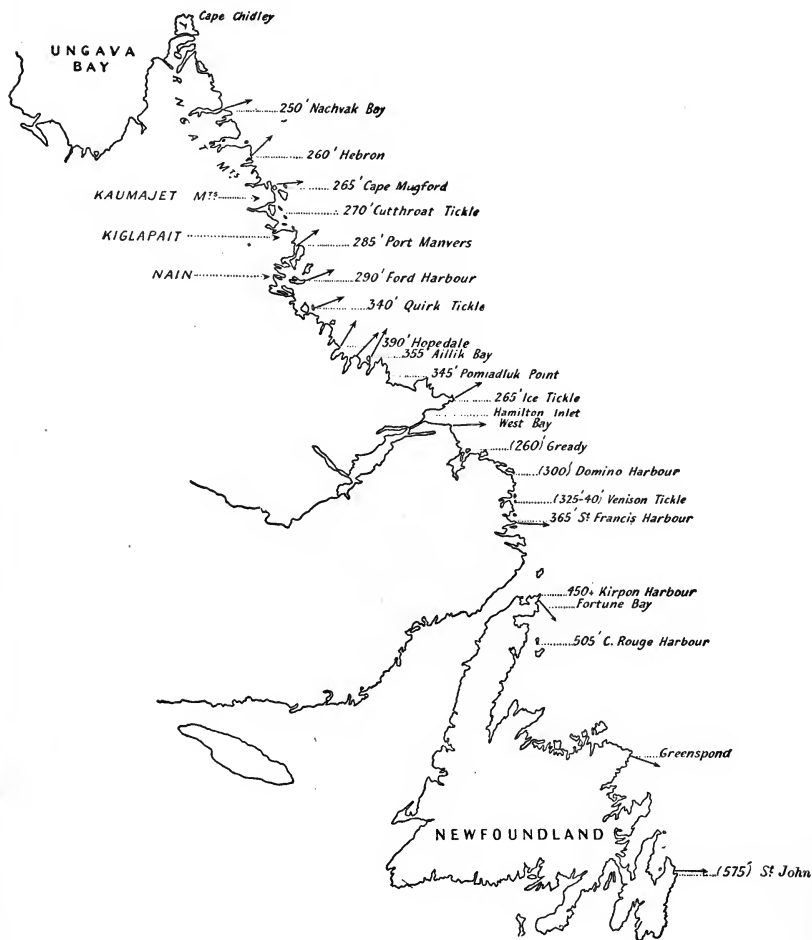 Cape Chidley
UNGAVA
BAY
RNGAT MTS
250' Nachvak Bay
260' Hebron
265' Cape Mugford
KAUMAJET MTS
270' Cutthroat Tickle
KIGLAPAIT
285' Port Manvers
NAIN
290' Ford Harbour
340' Quirk Tickle
390' Hopedale
355' Aillik Bay
345' Pomiadluk Point
265' Ice Tickle
Hamilton Inlet
West Bay
(260)' Gready
(300)' Domino Harbour
(325'-40)' Venison Tickle
365' St Francis Harbour
450+ Kirpon Harbour
Fortune Bay
505' C. Rouge Harbour
Greenspond
NEWFOUNDLAND
(575)' St John